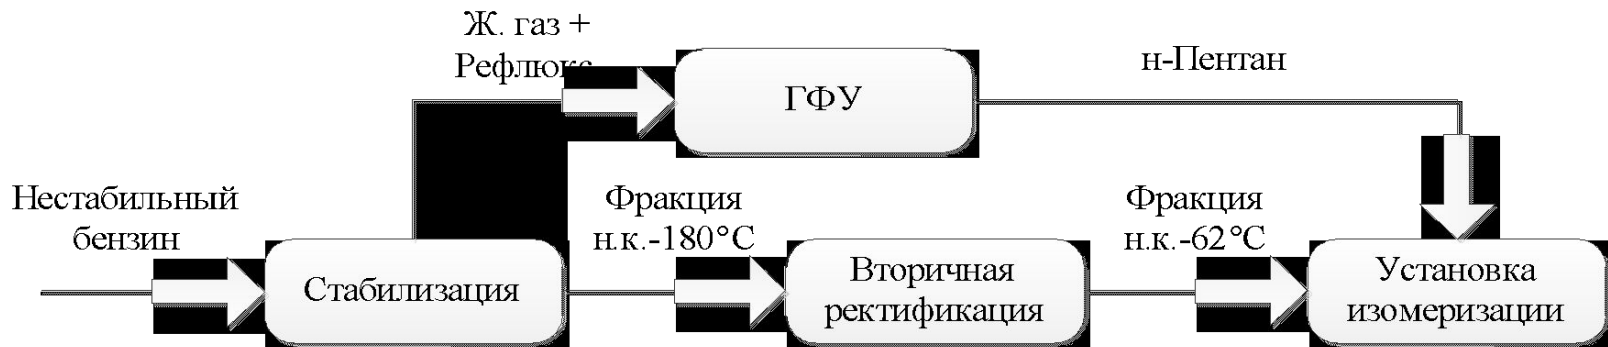 Ж. газ +
Рефлюкс
ГФУ
н-Пентан
Нестабильный
бензин
Стабилизация
Фракция
н.к.-180°С
Вторичная
ректификация
Фракция
н.к.-62°С
Установка
изомеризации